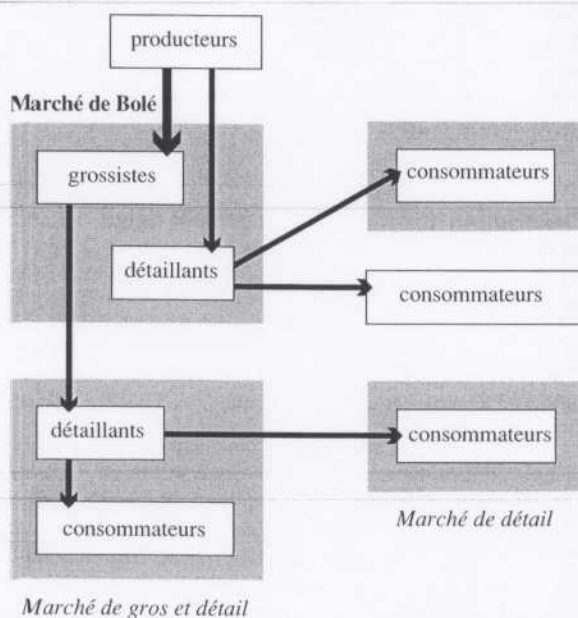 producteurs
Marché de Bolé
grossistes
consommateurs
détaillants
consommateurs
détaillants
consommateurs
consommateurs
Marché de détail
Marché de gros et détail